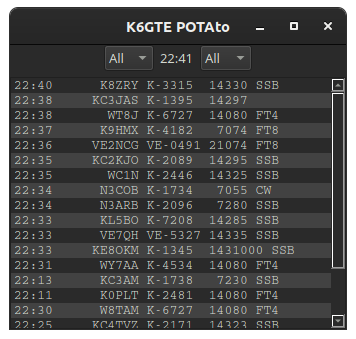 K6GTE POTAto
All 22:41 All
22:40 K8ZRY K-3315 14330 SSB
22:38 KC3JAS K-1395 14297
22:38 WT8J K-6727 14080 FT4
22:37 K9HMX K-4182 7074 FT8
22:36 VE2NCG VE-0491 21074 FT8
22:35 KC2KJO K-2089 14295 SSB
22:35 WC1N K-2446 14325 SSB
22:34 N3COB K-1734 7055 CW
22:34 N3ARB K-2096 7280 SSB
22:33 KL5BO K-7208 14285 SSB
22:33 VE7QH VE-5327 14335 SSB
22:33 KE8OKM K-1345 1431000 SSB
22:31 WY7AA K-4534 14080 FT4
22:13 KC3AM K-1738 7230 SSB
22:11 K0PLT K-2481 14080 FT4
22:30 W8TAM K-6727 14080 FT4
22:25 KC4TVZ K-2171 14323 SSB